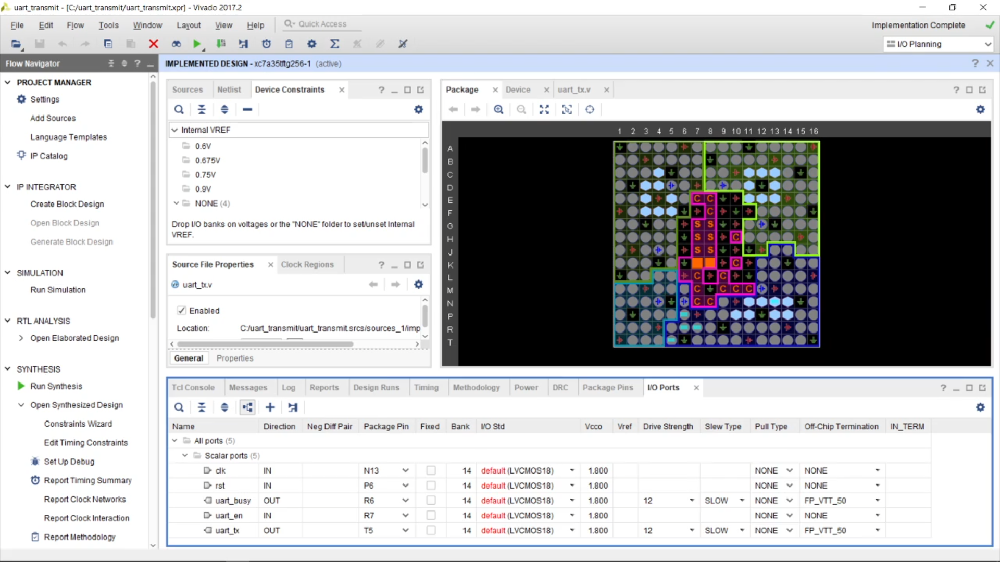 uart_transmit - [C:/uart_transmit/uart_transmit.xpr] - Vivado 2017.2
File Edit Flow Tools Window Layout View Help Quick Access
Implementation Complete
I/O Planning
Flow Navigator
IMPLEMENTED DESIGN - xc7a35tftg256-1 (active)
PROJECT MANAGER
Settings
Add Sources
Language Templates
IP Catalog
IP INTEGRATOR
Create Block Design
Open Block Design
Generate Block Design
SIMULATION
Run Simulation
RTL ANALYSIS
Open Elaborated Design
SYNTHESIS
Run Synthesis
Open Synthesized Design
Constraints Wizard
Edit Timing Constraints
Set Up Debug
Report Timing Summary
Report Clock Networks
Report Clock Interaction
Report Methodology
Sources Netlist Device Constraints
Internal VREF
0.6V
0.675V
0.75V
0.9V
NONE (4)
Drop I/O banks on voltages or the "NONE" folder to set/unset Internal
VREF.
Source File Properties Clock Regions
uart_tx.v
Enabled
Location: C:/uart_transmit/uart_transmit.srcs/sources_1/imp
General Properties
Package Device uart_tx.v
1 2 3 4 5 6 7 8 9 10 11 12 13 14 15 16
A
B
C
D
E C C
F C
G S S
H S S C
J S S
K C
L C C
M C C C C
N C C
P
R
T
Tcl Console Messages Log Reports Design Runs Timing Methodology Power DRC Package Pins I/O Ports
Name Direction Neg Diff Pair Package Pin Fixed Bank I/O Std Vcco Vref Drive Strength Slew Type Pull Type Off-Chip Termination IN_TERM
All ports (5)
Scalar ports (5)
clk IN N13 14 default (LVCMOS18) 1.800 NONE NONE
rst IN P6 14 default (LVCMOS18) 1.800 NONE NONE
uart_busy OUT R6 14 default (LVCMOS18) 1.800 12 SLOW NONE FP_VTT_50
uart_en IN R7 14 default (LVCMOS18) 1.800 NONE NONE
uart_tx OUT T5 14 default (LVCMOS18) 1.800 12 SLOW NONE FP_VTT_50